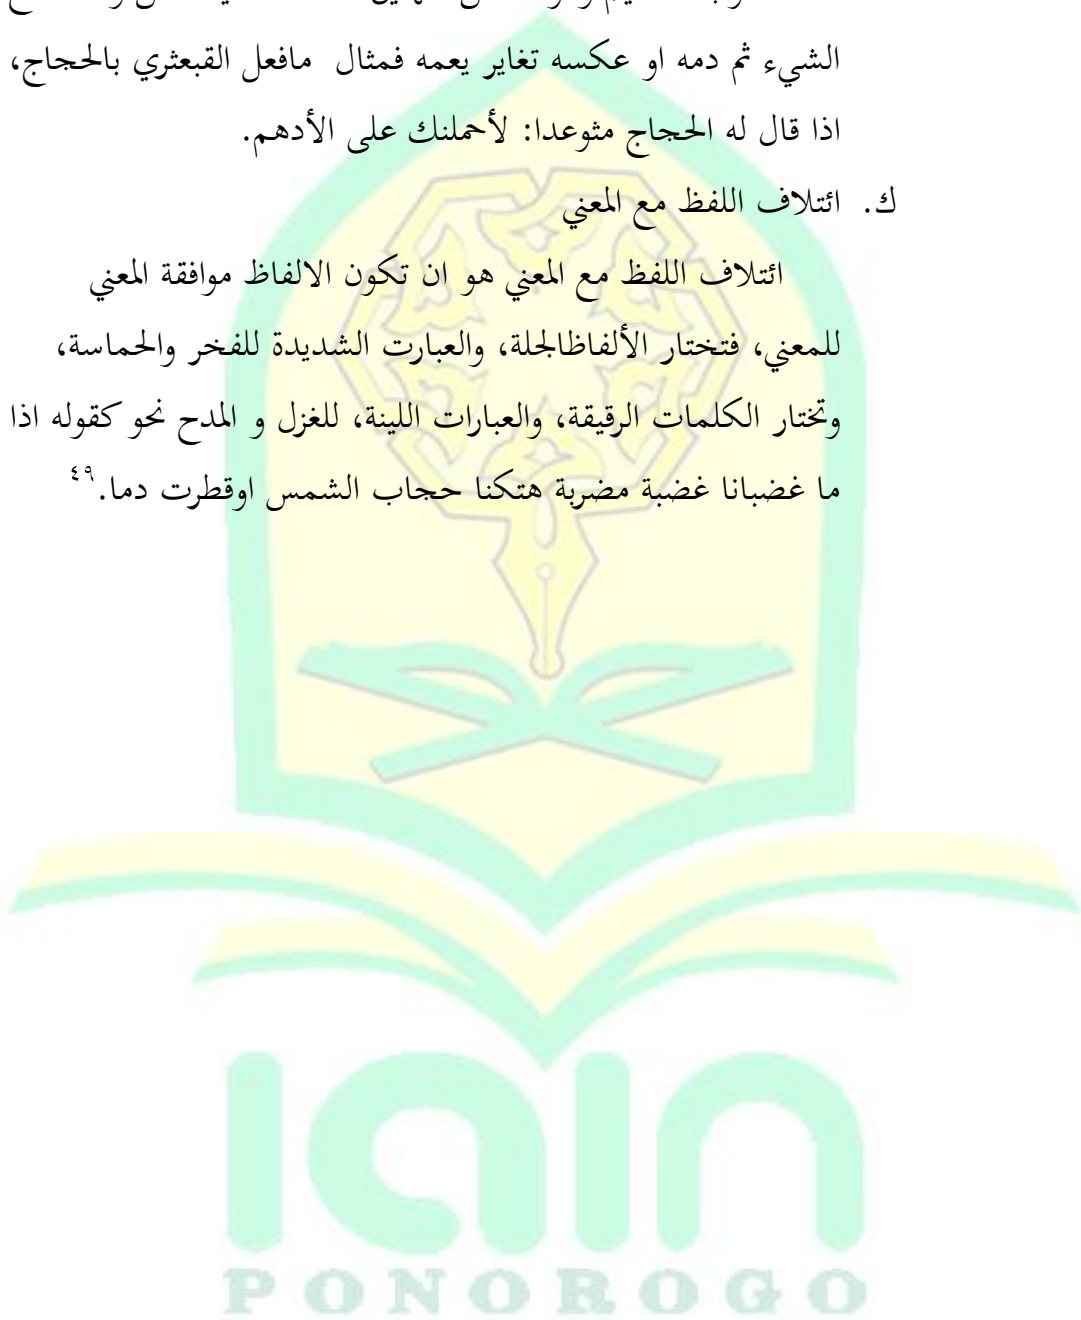 الشيء ثم دمه او عكسه تغاير يعمه فمثال مافعل القبعثري بالحجاج،
اذا قال له الحجاج مثوعدا: لأحملنك على الأدهم.
ك. ائتلاف اللفظ مع المعني
ائتلاف اللفظ مع المعني هو ان تكون الالفاظ موافقة المعني
للمعني، فتختار الألفاظالجلة، والعبارت الشديدة للفخر والحماسة،
وتختار الكلمات الرقيقة، والعبارات اللينة، للغزل و المدح نحو كقوله اذا
ما غضبانا غضبة مضربة هتكنا حجاب الشمس اوقطرت دما.٤٩
iain
PONOROGO